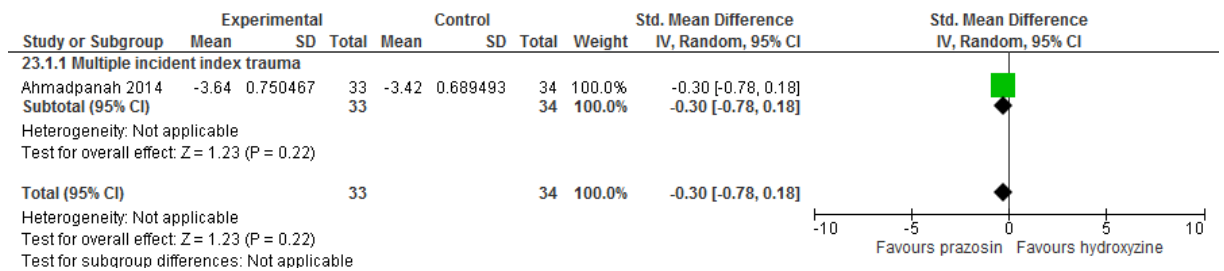 Experimental Control Std. Mean Difference Std. Mean Difference
Study or Subgroup Mean SD Total Mean SD Total Weight IV, Random, 95% CI IV, Random, 95% CI
23.1.1 Multiple incident index trauma
Ahmadpanah 2014 -3.64 0.750467 33 -3.42 0.689493 34 100.0% -0.30 [-0.78, 0.18]
Subtotal (95% CI) 33 34 100.0% -0.30 [-0.78, 0.18]
Heterogeneity: Not applicable
Test for overall effect: Z = 1.23 (P = 0.22)
Total (95% CI) 33 34 100.0% -0.30 [-0.78, 0.18]
Heterogeneity: Not applicable
Test for overall effect: Z = 1.23 (P = 0.22)
Test for subgroup differences: Not applicable
-10 -5 0 5 10
Favours prazosin Favours hydroxyzine